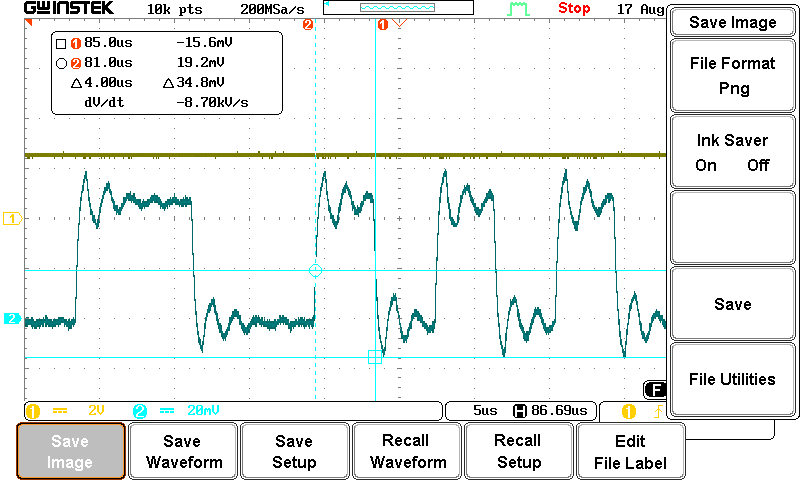 GWINSTEK 10k pts 200MSa/s Stop 17 Aug
2 1
1 85.0us -15.6mV
2 81.0us 19.2mV
△4.00us △34.8mV
dV/dt -8.70kV/s
1
2
F
1 2V 2 20mV 5us H 86.69us 1
Save Image
File Format
Png
Ink Saver
On Off
Save
File Utilities
Save
Image
Save
Waveform
Save
Setup
Recall
Waveform
Recall
Setup
Edit
File Label